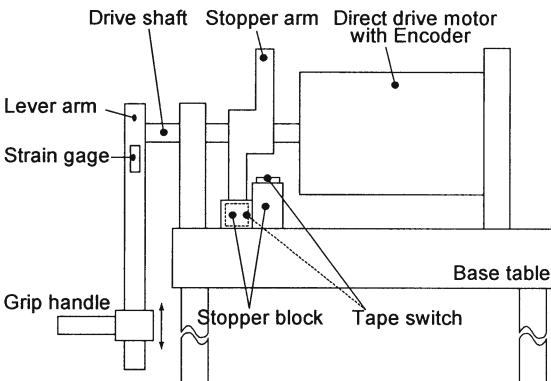 Drive shaft
Stopper arm
Direct drive motor
with Encoder
Lever arm
Strain gage
Base table
Grip handle
Stopper block
Tape switch